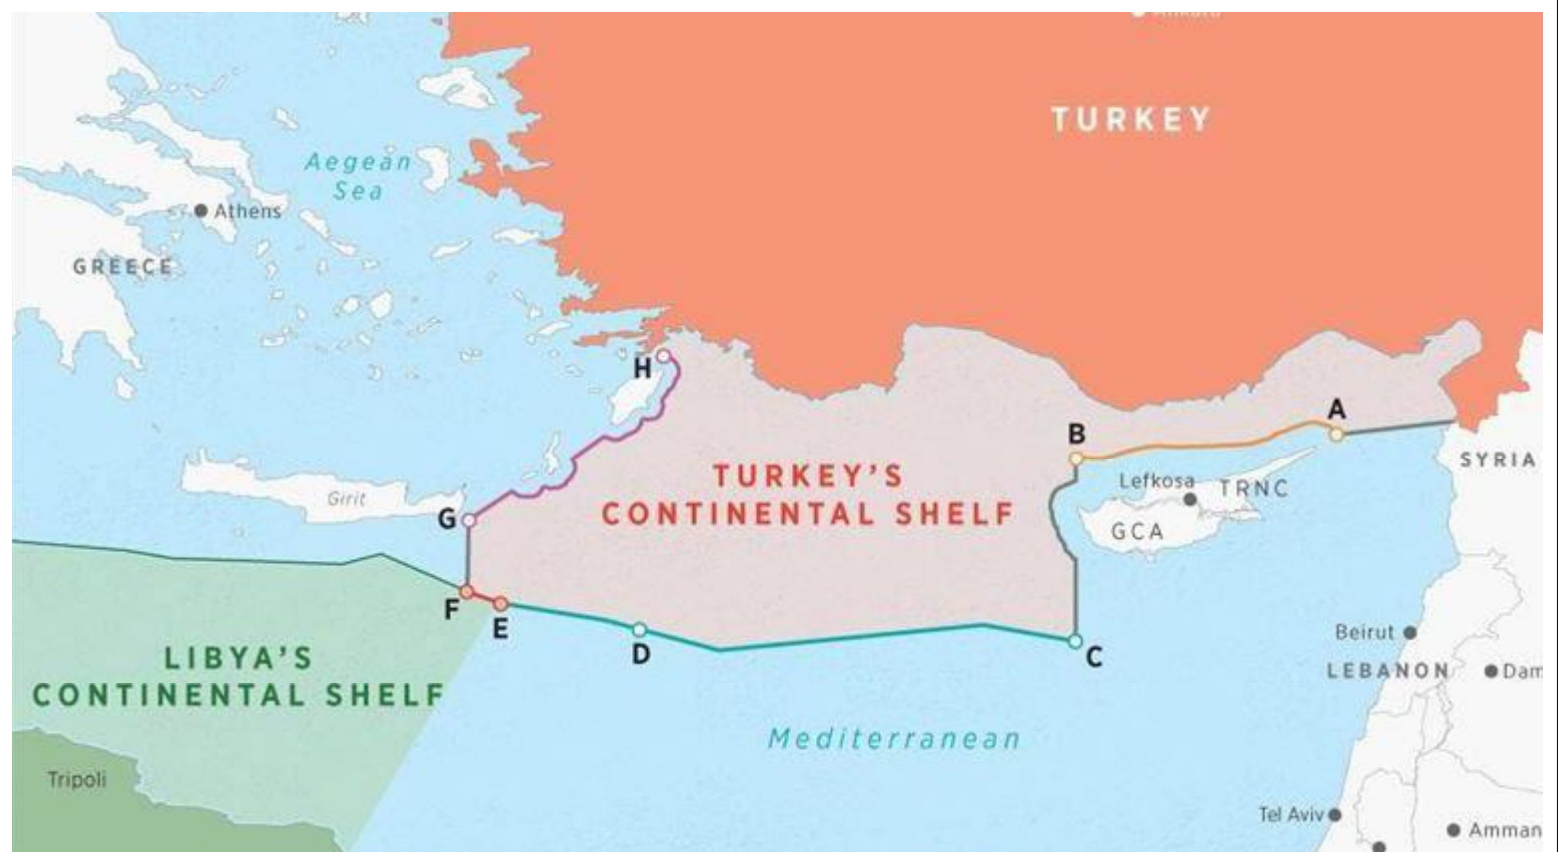 Ankara
TURKEY
Aegean
Sea
Athens
GREECE
H
A
B
SYRIA
TURKEY'S
CONTINENTAL SHELF
Lefkosa
TRNC
Girit
G
GCA
F
E
Beirut
D
C
LIBYA'S
CONTINENTAL SHELF
LEBANON
Dam
Mediterranean
Tripoli
Tel Aviv
Amman